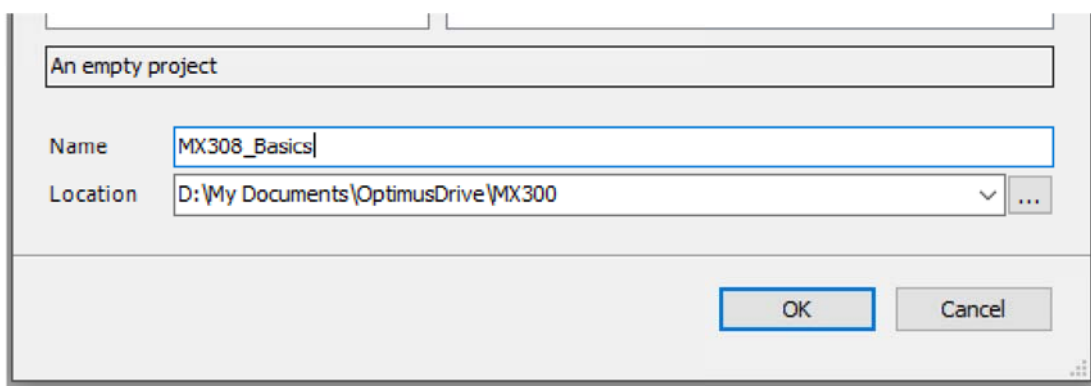 An empty project
Name MX308_Basics
Location D:\My Documents\OptimusDrive\MX300 ...
OK Cancel